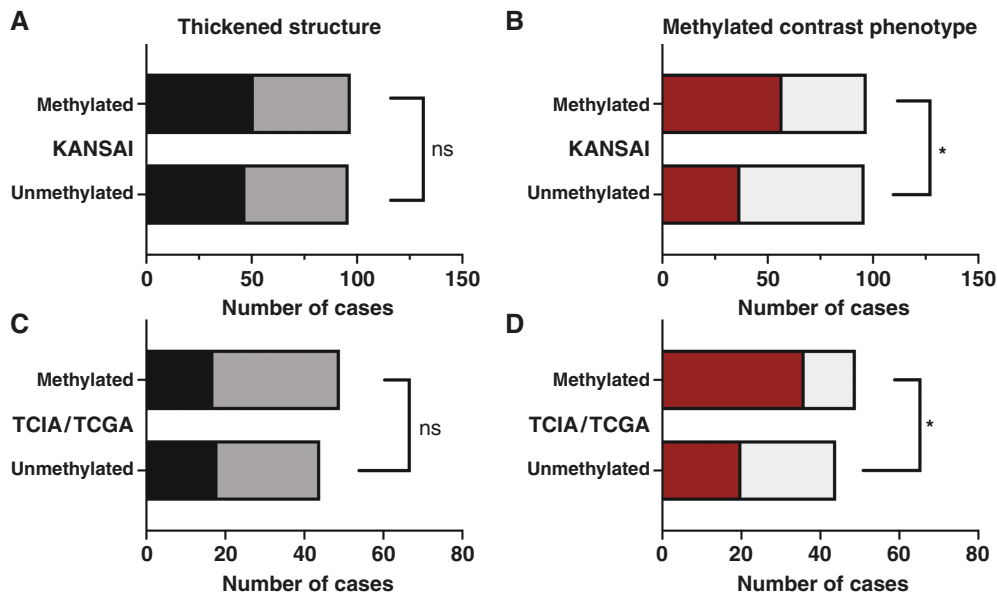 A
Thickened structure
Methylated
KANSAI
Unmethylated
ns
0 50 100 150
Number of cases
B
Methylated contrast phenotype
Methylated
KANSAI
Unmethylated
*
0 50 100 150
Number of cases
C
Methylated
TCIA/TCGA
Unmethylated
ns
0 20 40 60 80
Number of cases
D
Methylated
TCIA/TCGA
Unmethylated
*
0 20 40 60 80
Number of cases